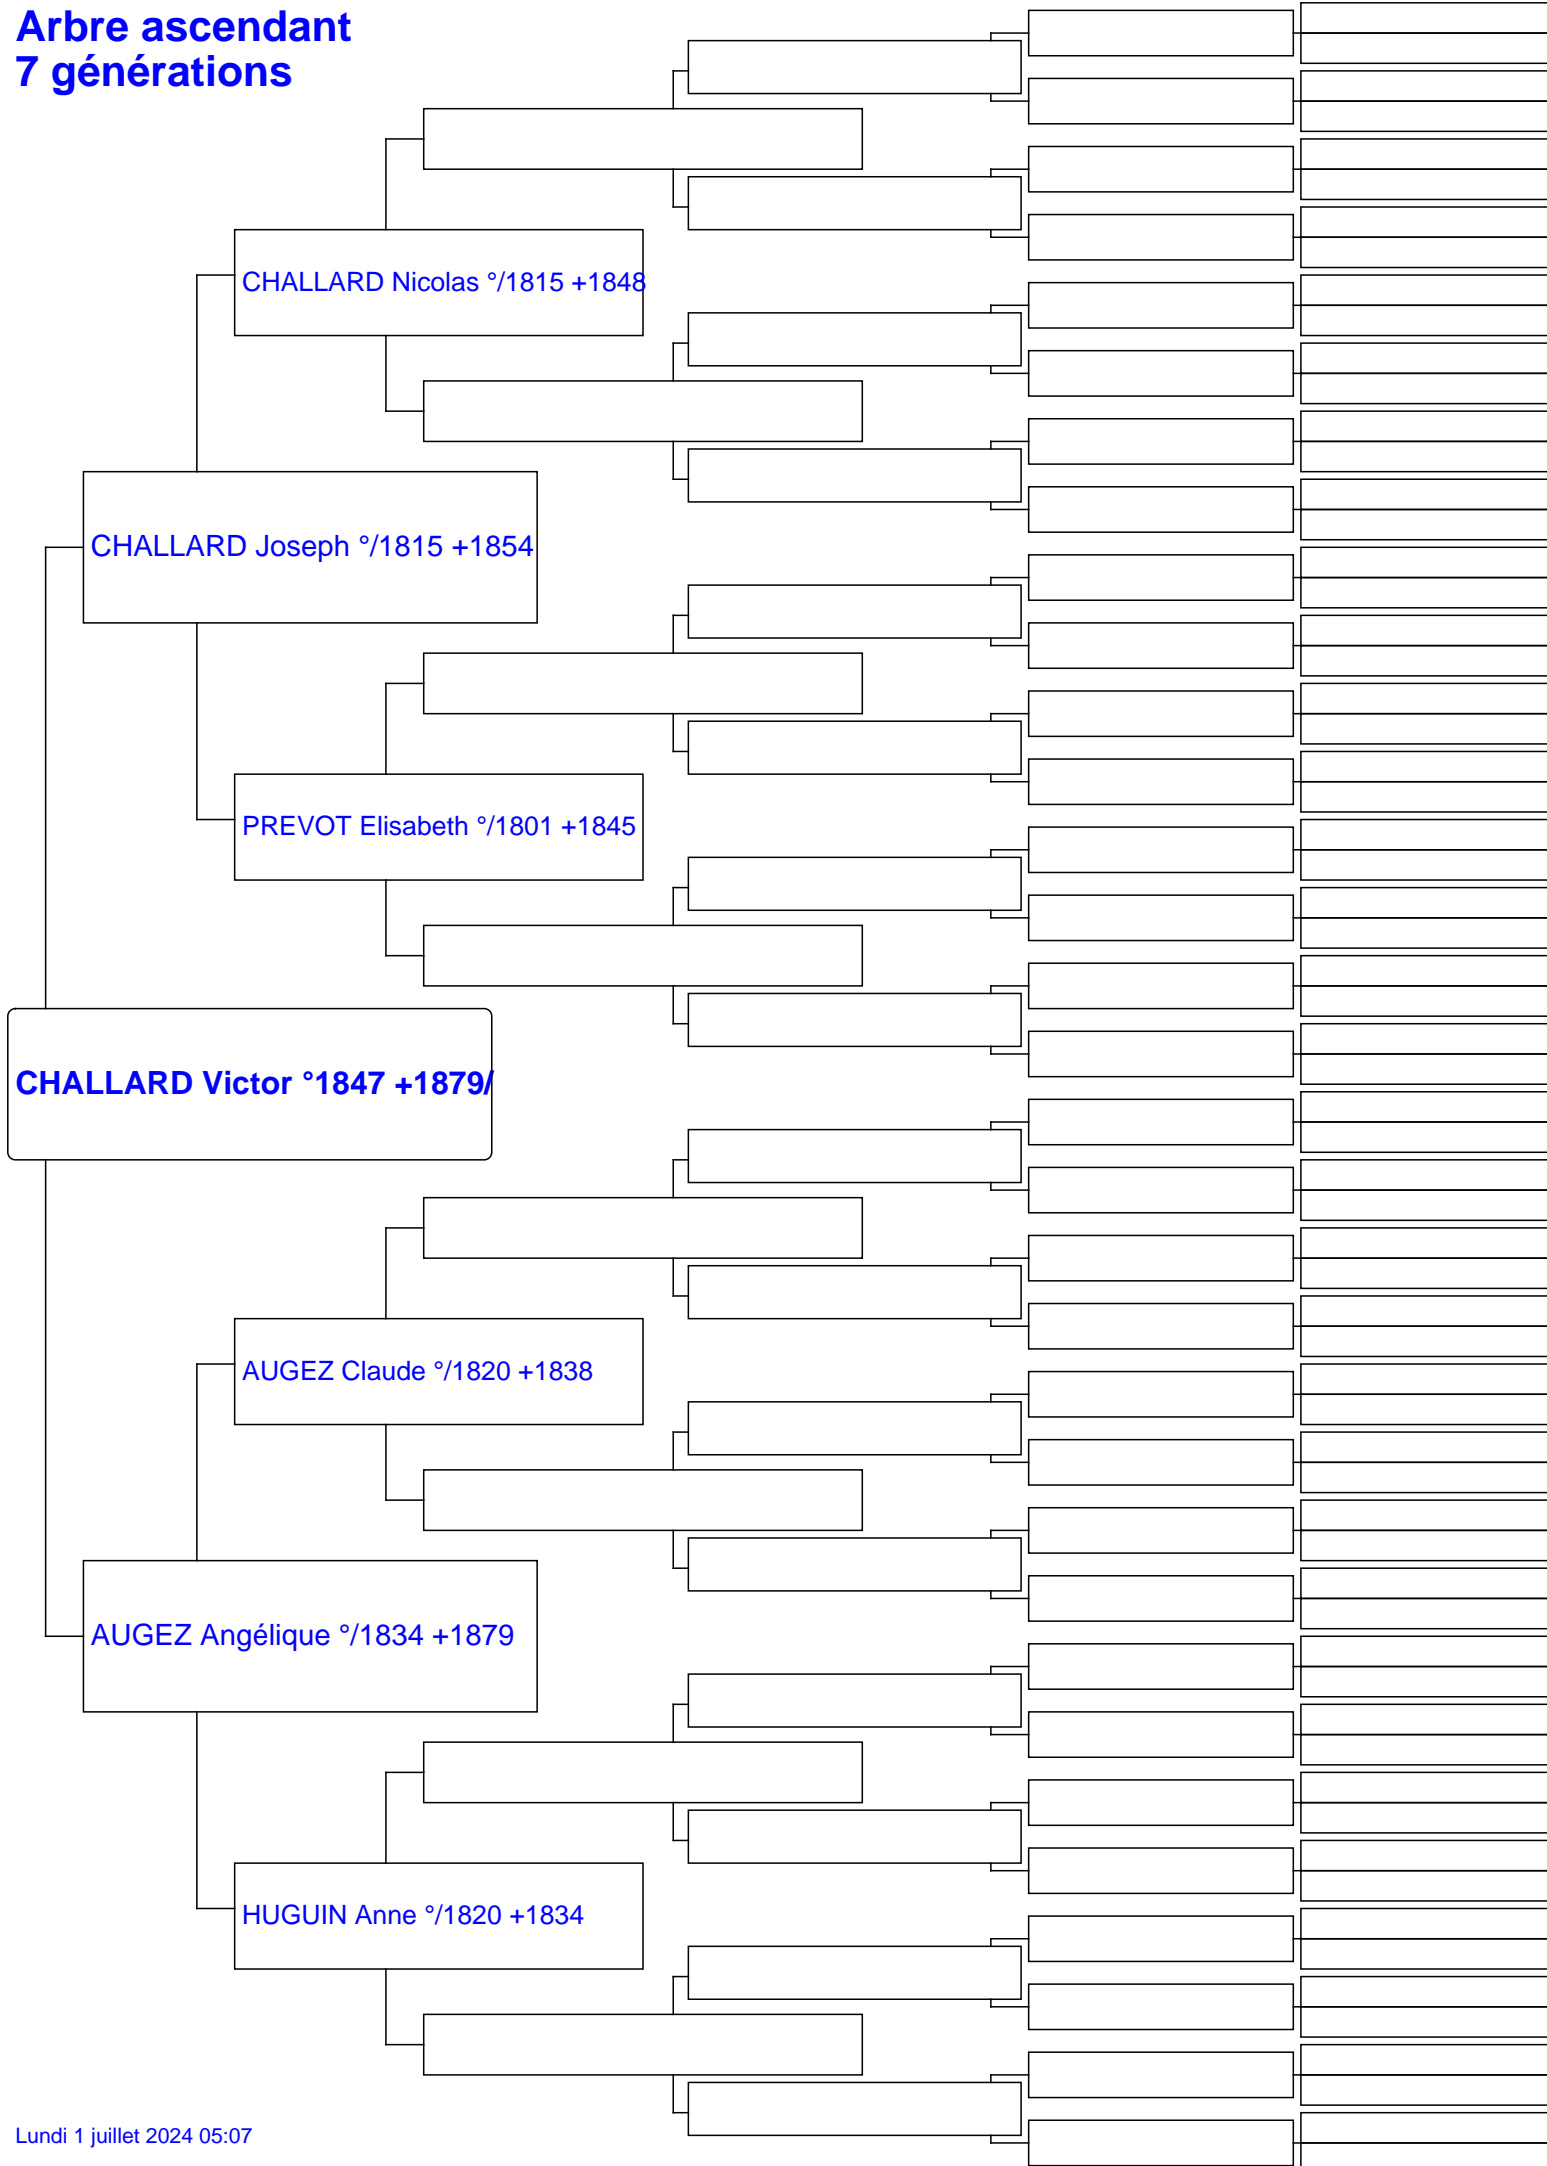 Arbre ascendant
7 générations
CHALLARD Nicolas °/1815 +1848
CHALLARD Joseph °/1815 +1854
PREVOT Elisabeth °/1801 +1845
CHALLARD Victor °1847 +1879/
AUGEZ Claude °/1820 +1838
AUGEZ Angélique °/1834 +1879
HUGUIN Anne °/1820 +1834
Lundi 1 juillet 2024 05:07